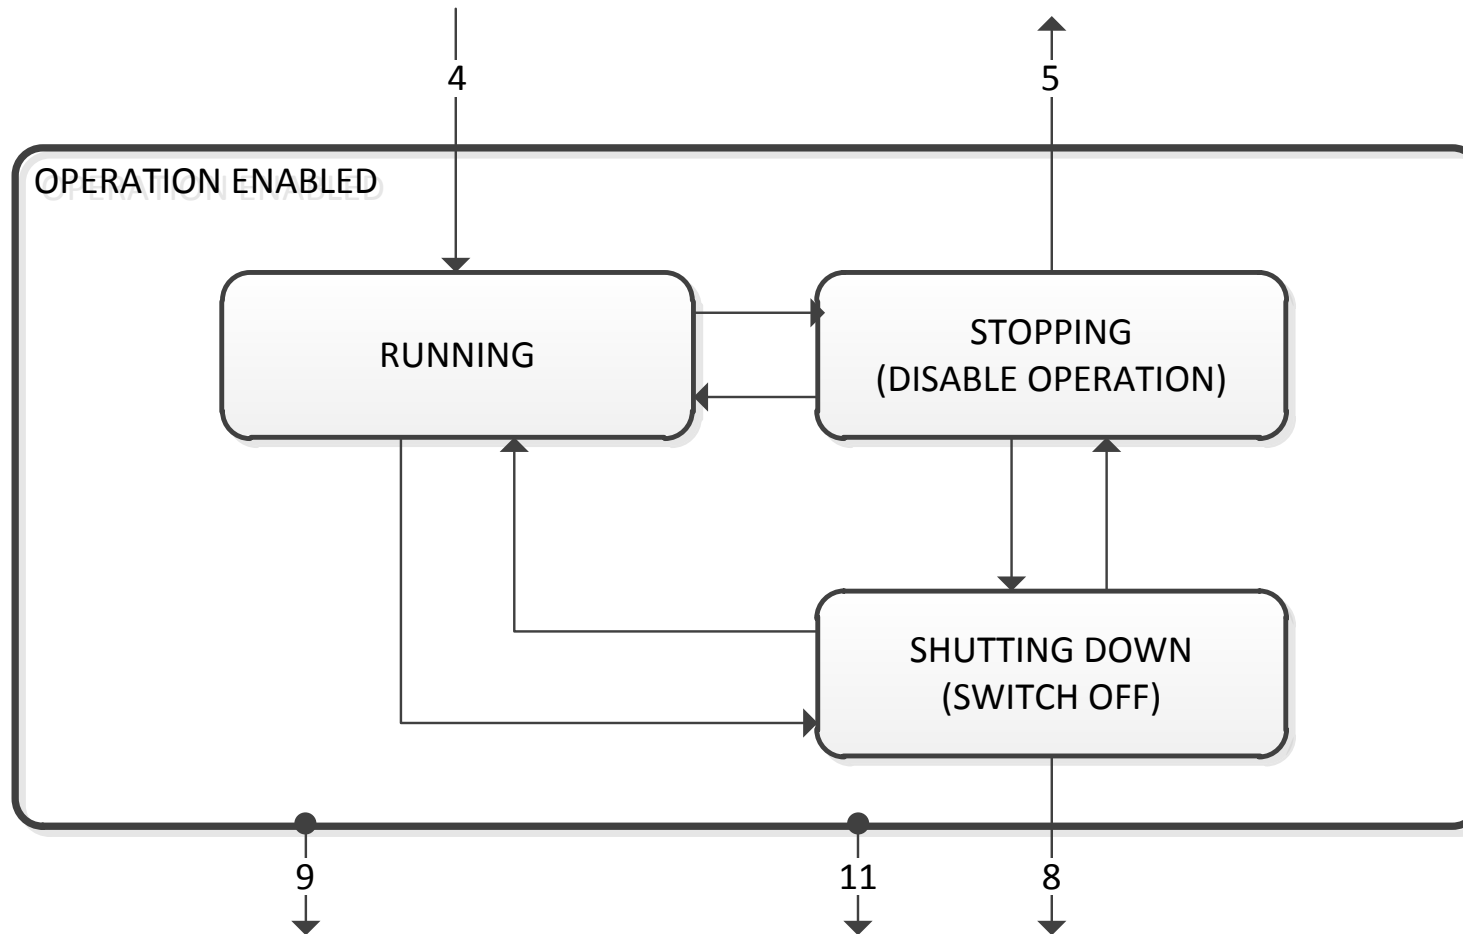 4
5
OPERATION ENABLED
RUNNING
STOPPING
(DISABLE OPERATION)
SHUTTING DOWN
(SWITCH OFF)
9
11
8